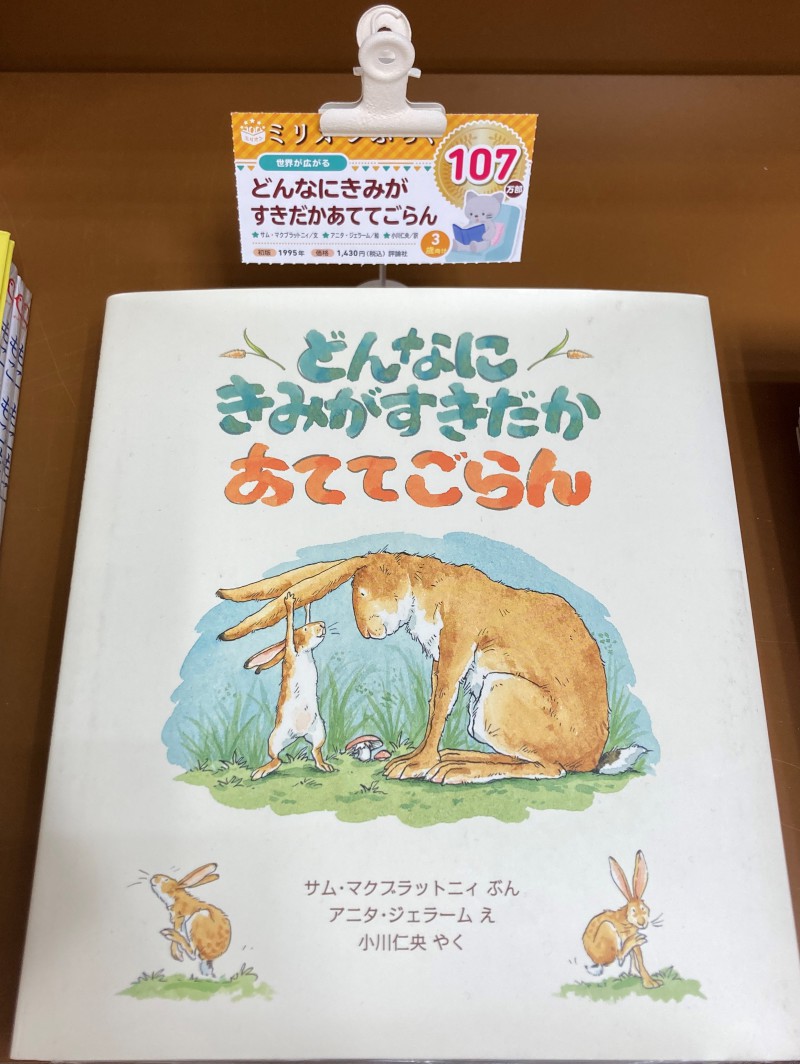 ミリオン
107
万部
世界が広がる
どんなにきみが
すきだかあててごらん
★サム・マクブラットニィ/文 ★アニタ・ジェラーム/絵 ★小川仁央/訳
3
歳向け
初版 1995年 価格 1,430円(税込) 評論社
どんなに
きみがすきだか
あててごらん
サム・マクブラットニィ ぶん
アニタ・ジェラーム え
小川仁央 やく